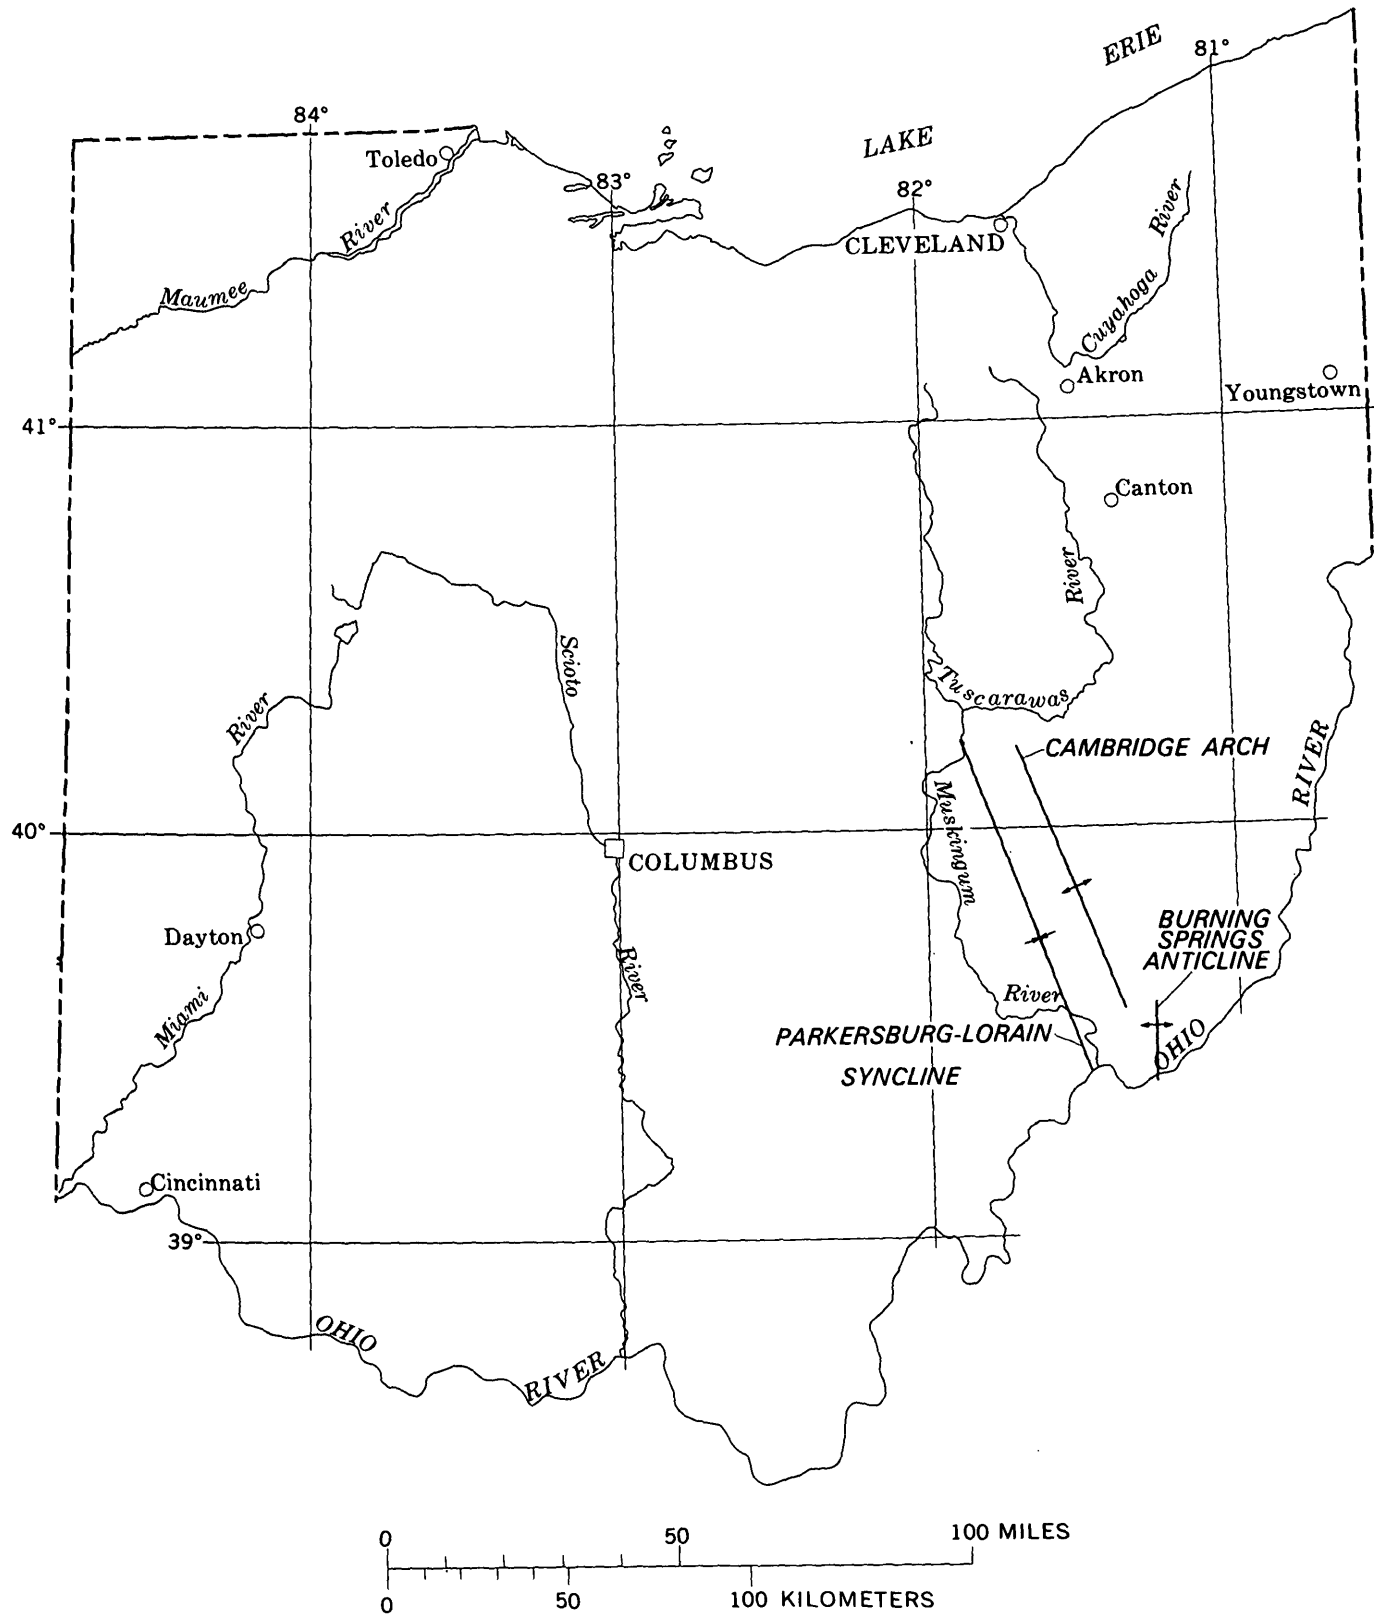 ERIE
81°
84°
LAKE
Toledo
83°
82°
River
River
CLEVELAND
Maumee
Cuyahoga
Akron
Youngstown
41°
Canton
River
Scioto
Tuscarawas
River
CAMBRIDGE ARCH
RIVER
Muskingum
40°
COLUMBUS
BURNING
SPRINGS
ANTICLINE
Dayton
River
River
Miami
PARKERSBURG-LORAIN
SYNCLINE
OHIO
Cincinnati
39°
OHIO
RIVER
0 50 100 MILES
0 50 100 KILOMETERS